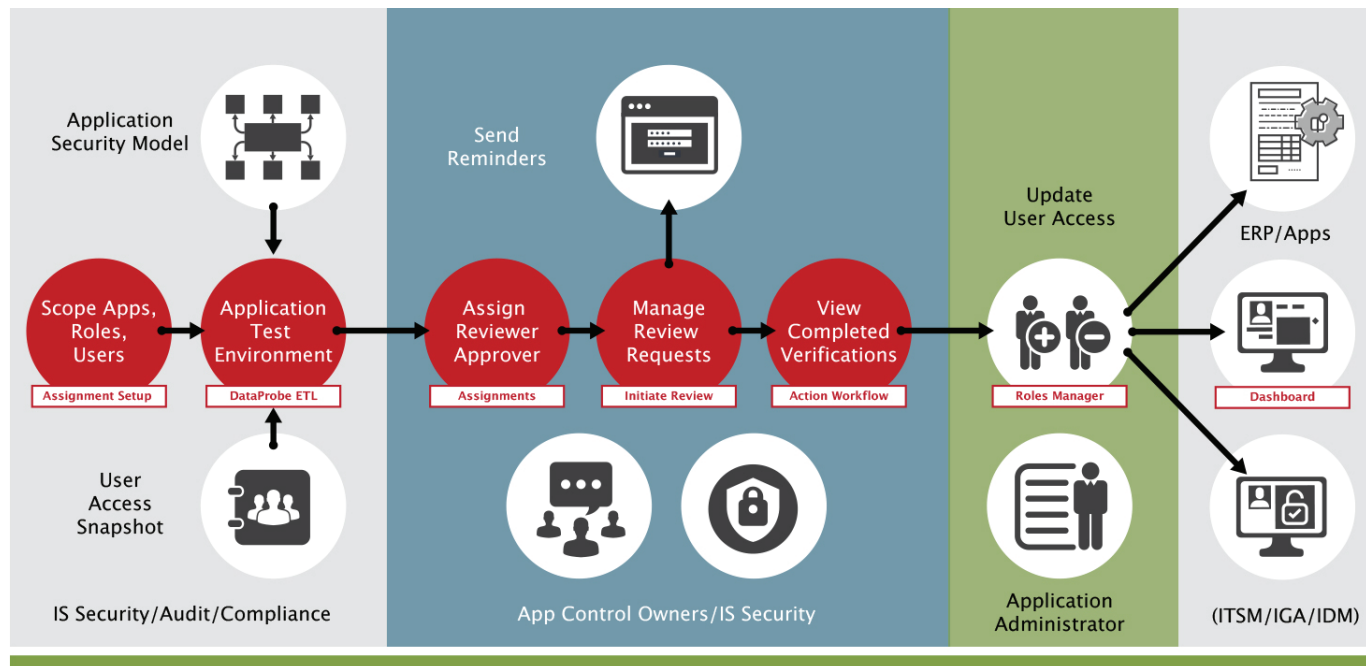 Application
Security Model
Scope Apps,
Roles,
Users
Assignment Setup
Application
Test
Environment
DataProbe ETL
User
Access
Snapshot
IS Security/Audit/Compliance
Send
Reminders
Assign
Reviewer
Approver
Assignments
Manage
Review
Requests
Initiate Review
View
Completed
Verifications
Action Workflow
App Control Owners/IS Security
Update
User Access
Roles Manager
Application
Administrator
ERP/Apps
Dashboard
(ITSM/IGA/IDM)